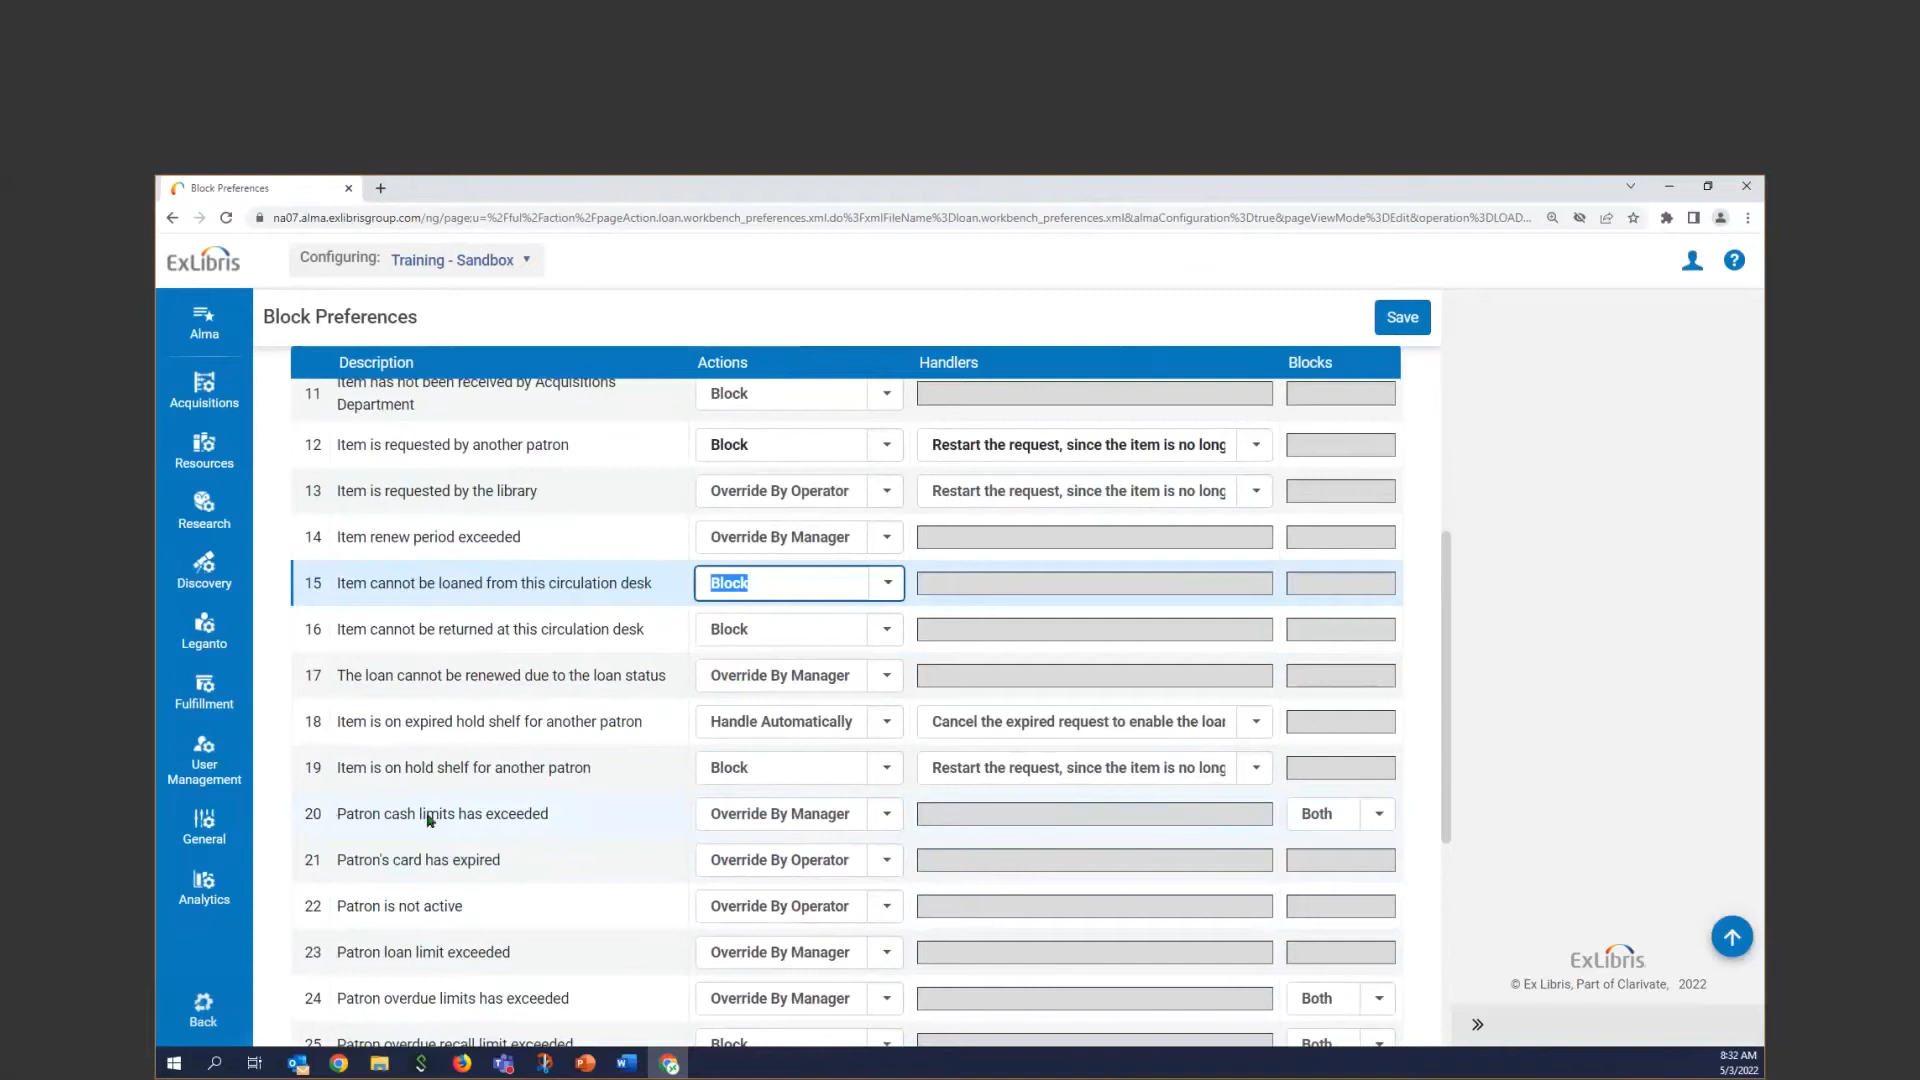 Block Preferences
na07.alma.exlibrisgroup.com/ng/page;u=%2Ful%2Faction%2FpageAction.loan.workbench_preferences.xml.do%3FxmlFileName%3Dloan.workbench_preferences.xml&almaConfiguration%3Dtrue&pageViewMode%3DEdit&operation%3DLOAD...
ExLibris
Configuring: Training - Sandbox
Alma
Acquisitions
Resources
Research
Discovery
Leganto
Fulfillment
User
Management
General
Analytics
Back
Block Preferences
Save
Description Actions Handlers Blocks
11 Item has not been received by Acquisitions
Department Block
12 Item is requested by another patron Block Restart the request, since the item is no long
13 Item is requested by the library Override By Operator Restart the request, since the item is no long
14 Item renew period exceeded Override By Manager
15 Item cannot be loaned from this circulation desk Block
16 Item cannot be returned at this circulation desk Block
17 The loan cannot be renewed due to the loan status Override By Manager
18 Item is on expired hold shelf for another patron Handle Automatically Cancel the expired request to enable the loan
19 Item is on hold shelf for another patron Block Restart the request, since the item is no long
20 Patron cash limits has exceeded Override By Manager Both
21 Patron's card has expired Override By Operator
22 Patron is not active Override By Operator
23 Patron loan limit exceeded Override By Manager
24 Patron overdue limits has exceeded Override By Manager Both
25 Patron overdue recall limit exceeded Block Both
ExLibris
© Ex Libris, Part of Clarivate, 2022
8:32 AM
5/3/2022